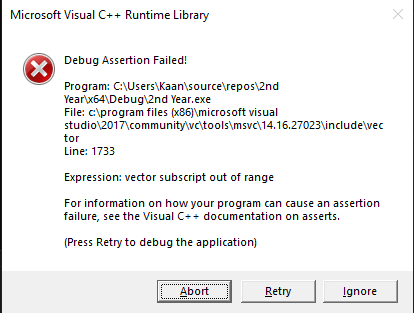 Microsoft Visual C++ Runtime Library
Debug Assertion Failed!
Program: C:\Users\Kaan\source\repos\2nd
Year\x64\Debug\2nd Year.exe
File: c:\program files (x86)\microsoft visual
studio\2017\community\vc\tools\msvc\14.16.27023\include\vec
tor
Line: 1733
Expression: vector subscript out of range
For information on how your program can cause an assertion
failure, see the Visual C++ documentation on asserts.
(Press Retry to debug the application)
Abort Retry Ignore